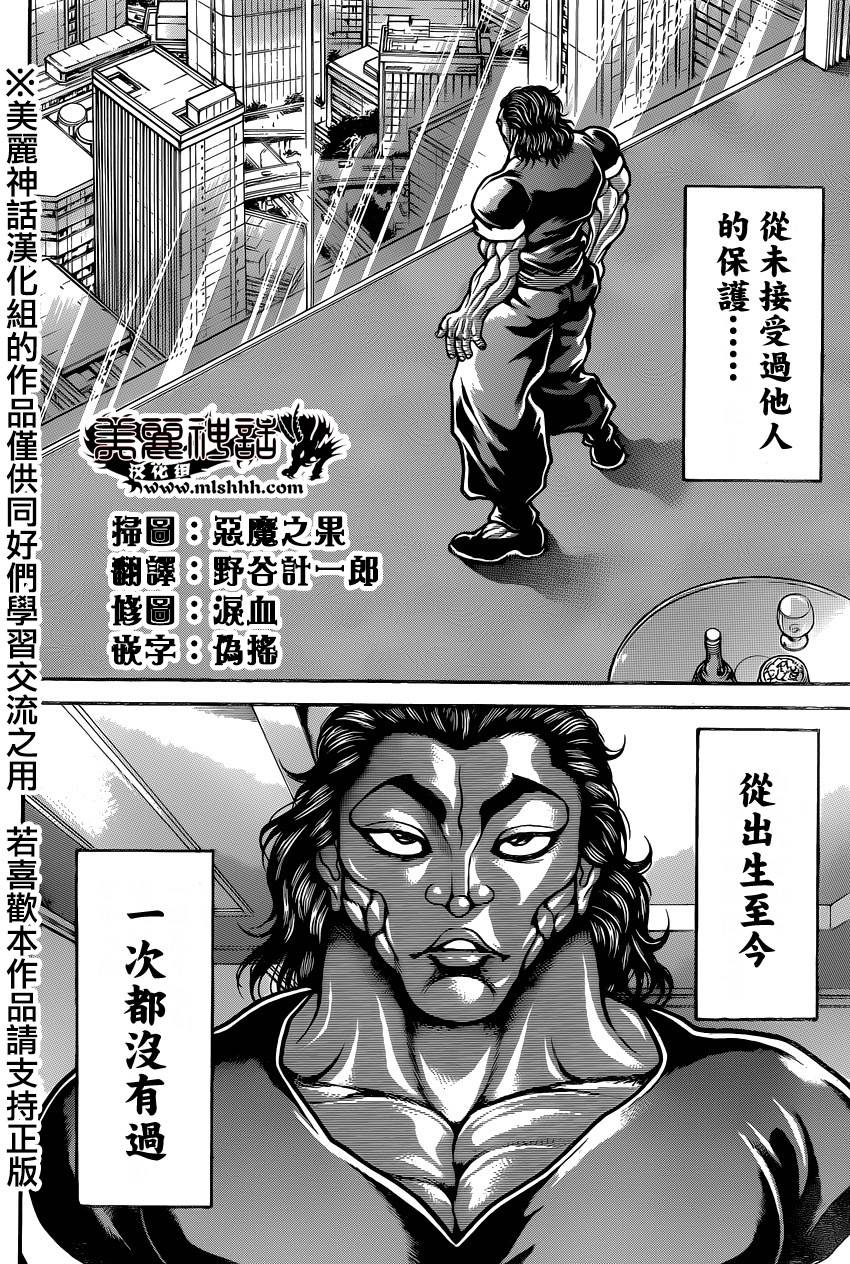 從未接受過他人
的保護⋯⋯
美麗神話
汉化组
www.mlshhh.com
掃圖：惡魔之果
翻譯：野谷計一郎
修圖：淚血
嵌字：偽搖
從出生至今
一次都沒有過
※美麗神話漢化組的作品僅供同好們學習交流之用 若喜歡本作品請支持正版